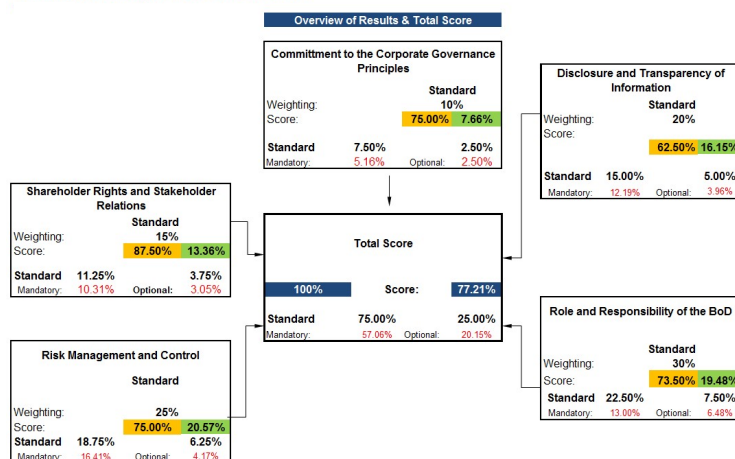 Overview of Results & Total Score
Committment to the Corporate Governance
Principles
Standard
Weighting: 10%
Score: 75.00% 7.66%
Standard 7.50% 2.50%
Mandatory: 5.16% Optional: 2.50%
Disclosure and Transparency of
Information
Standard
Weighting: 20%
Score:
62.50% 16.15%
Standard 15.00% 5.00%
Mandatory: 12.19% Optional: 3.96%
Shareholder Rights and Stakeholder
Relations
Standard
Weighting: 15%
Score: 87.50% 13.36%
Standard 11.25% 3.75%
Mandatory: 10.31% Optional: 3.05%
Total Score
100% Score: 77.21%
Standard 75.00% 25.00%
Mandatory: 57.06% Optional: 20.15%
Role and Responsibility of the BoD
Standard
Weighting: 30%
Score: 73.50% 19.48%
Standard 22.50% 7.50%
Mandatory: 13.00% Optional: 6.48%
Risk Management and Control
Standard
Weighting: 25%
Score: 75.00% 20.57%
Standard 18.75% 6.25%
Mandatory: 16.41% Optional: 4.17%